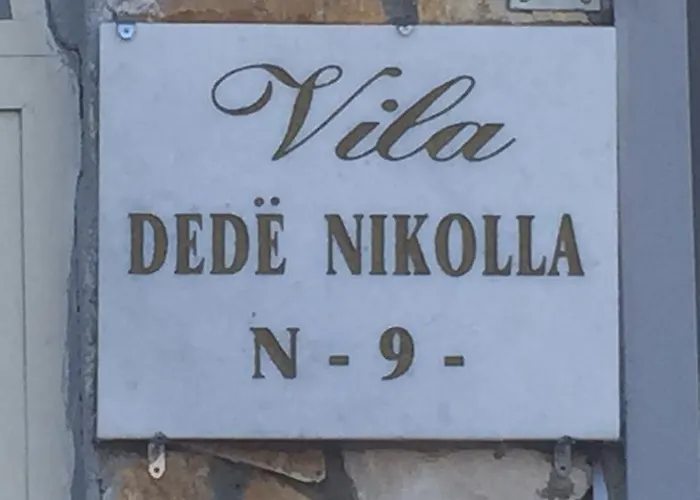 Vila
DEDË NIKOLLA
N - 9 -